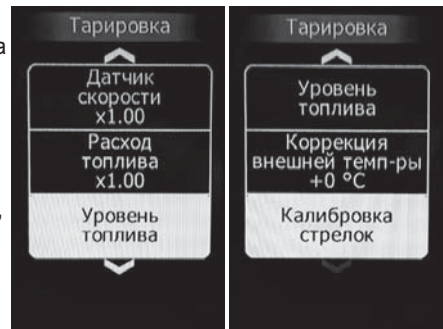 Тарировка
Датчик
скорости
x1.00
Расход
топлива
x1.00
Уровень
топлива
Тарировка
Уровень
топлива
Коррекция
внешней темп-ры
+0 °C
Калибровка
стрелок
а
,